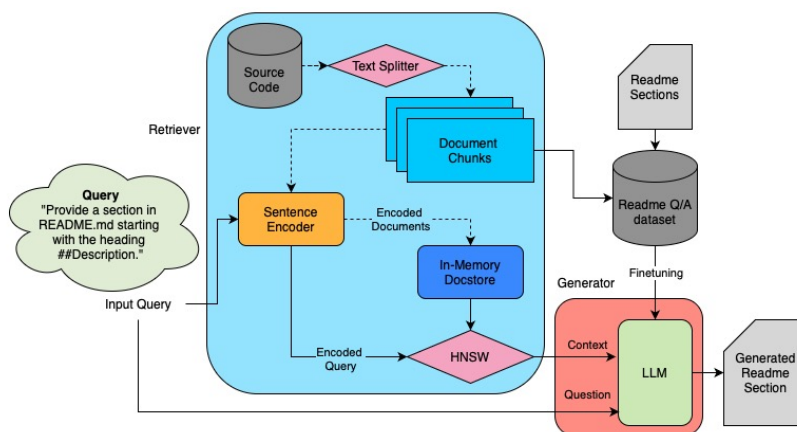 Source
Code
Text Splitter
Readme
Sections
Retriever
Document
Chunks
Query
"Provide a section in
README.md starting
with the heading
##Description."
Sentence
Encoder
Encoded
Documents
Readme Q/A
dataset
In-Memory
Docstore
Finetuning
Generator
Input Query
Encoded
Query
HNSW
Context
LLM
Generated
Readme
Section
Question